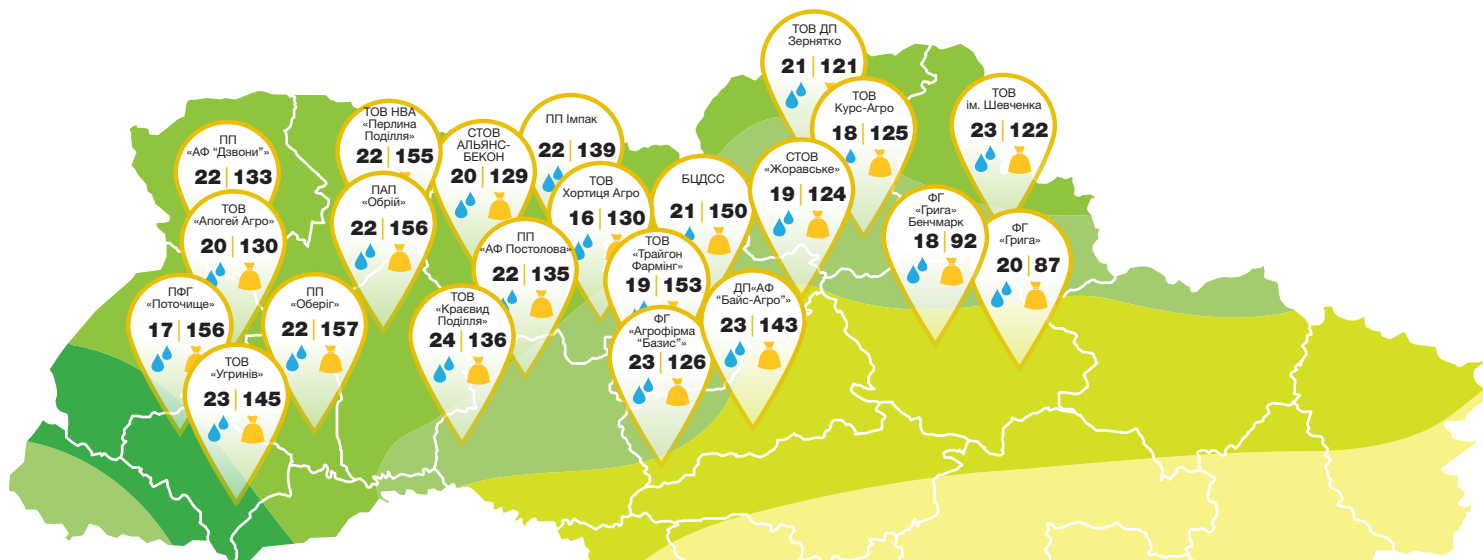 ТОВ ДП
Зернятко
21 | 121
ТОВ
Курс-Агро
18 | 125
ТОВ
ім. Шевченка
23 | 122
ТОВ НВА
«Перлина
Поділля»
22 | 155
СТОВ
АЛЬЯНС-
БЕКОН
20 | 129
ПП Імпак
22 | 139
ПП
«АФ “Дзвони”»
22 | 133
ПАП
«Обрій»
22 | 156
ТОВ
Хортиця Агро
16 | 130
БЦДСС
21 | 150
СТОВ
«Жоравське»
19 | 124
ФГ
«Грига»
Бенчмарк
18 | 92
ФГ
«Грига»
20 | 87
ТОВ
«Апогей Агро»
20 | 130
ПП
«АФ Постолова»
22 | 135
ТОВ
«Трайгон
Фармінг»
19 | 153
ДП«АФ
“Байс-Агро”»
23 | 143
ПФГ
«Поточище»
17 | 156
ПП
«Оберіг»
22 | 157
ТОВ
«Краєвид
Поділля»
24 | 136
ФГ
«Агрофірма
“Базис”»
23 | 126
ТОВ
«Угринів»
23 | 145